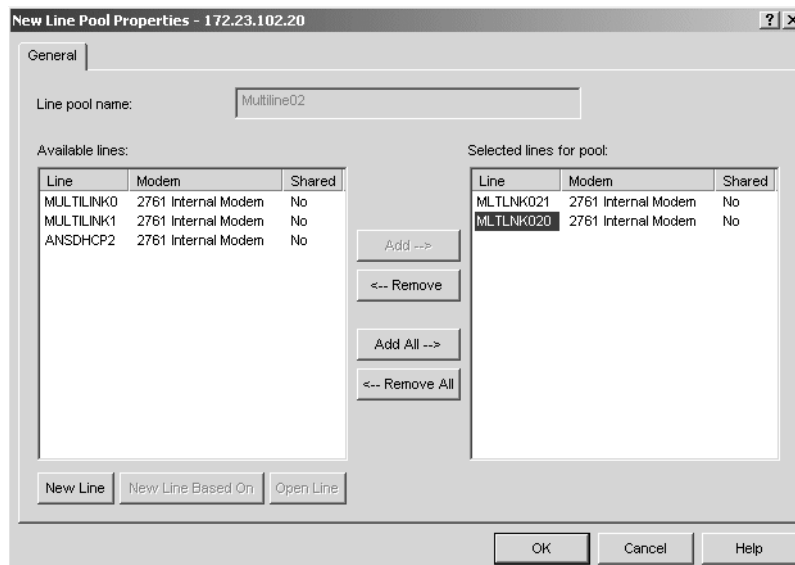 New Line Pool Properties - 172.23.102.20
General
Line pool name: Multiline02
Available lines:
Line Modem Shared
MULTILINK0 2761 Internal Modem No
MULTILINK1 2761 Internal Modem No
ANSDHCP2 2761 Internal Modem No
Add -->
<-- Remove
Add All -->
<-- Remove All
Selected lines for pool:
Line Modem Shared
MLTLNK021 2761 Internal Modem No
MLTLNK020 2761 Internal Modem No
New Line New Line Based On Open Line
OK Cancel Help